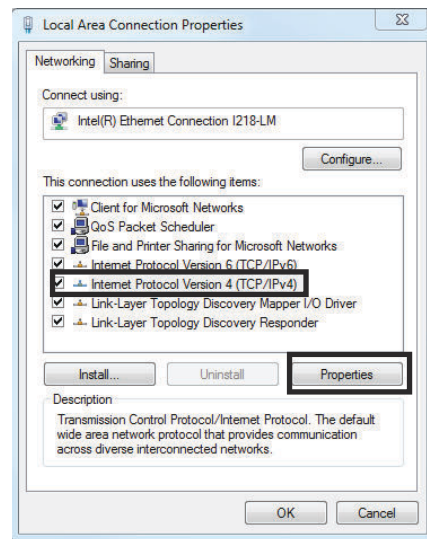 Local Area Connection Properties
Networking
Sharing
Connect using:
Intel(R) Ethernet Connection I218-LM
Configure...
This connection uses the following items:
Client for Microsoft Networks
QoS Packet Scheduler
File and Printer Sharing for Microsoft Networks
Internet Protocol Version 6 (TCP/IPv6)
Internet Protocol Version 4 (TCP/IPv4)
Link-Layer Topology Discovery Mapper I/O Driver
Link-Layer Topology Discovery Responder
Install...
Uninstall
Properties
Description
Transmission Control Protocol/Internet Protocol. The default
wide area network protocol that provides communication
across diverse interconnected networks.
OK
Cancel